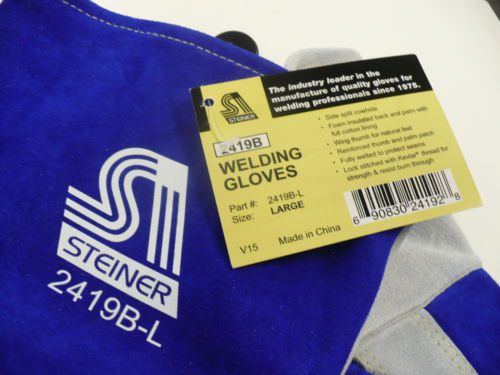 The industry leader in the
manufacture of quality gloves for
welding professionals since 1978.
STEINER
2419B
WELDING
GLOVES
Part #: 2419B-L
Size: LARGE
V15 Made in China
• Side split cowhide
• Foam insulated back and palm with
full cotton lining
• Wing thumb for natural feel
• Reinforced thumb and palm patch
• Fully welted to protect seams
• Lock stitched with Kevlar® thread for
strength & resist burn through
6 90830 24192 8
STEINER
2419B-L